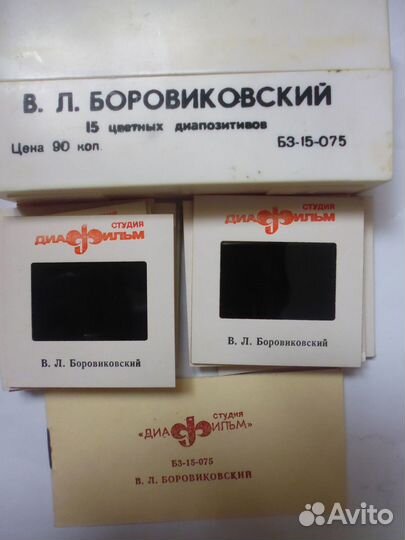 В. Л. БОРОВИКОВСКИЙ
15 цветных диапозитивов
Цена 90 коп.
БЗ-15-075
СТУДИЯ
ДИАФИЛЬМ
В. Л. Боровиковский
СТУДИЯ
ДИАФИЛЬМ
В. Л. Боровиковский
СТУДИЯ
«ДИАФИЛЬМ»
БЗ-15-075
В. Л. БОРОВИКОВСКИЙ
Avito